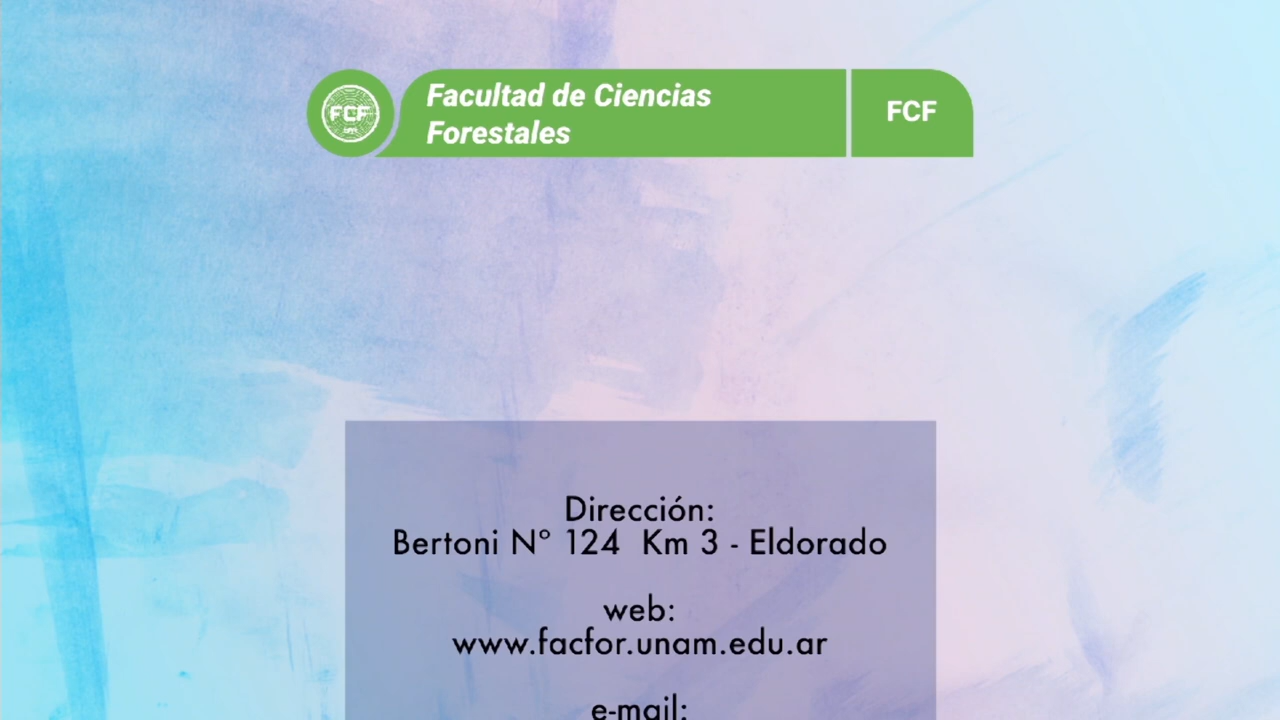 FCF
Facultad de Ciencias
Forestales
FCF
Dirección:
Bertoni N° 124 Km 3 - Eldorado
web:
www.facfor.unam.edu.ar
e-mail: